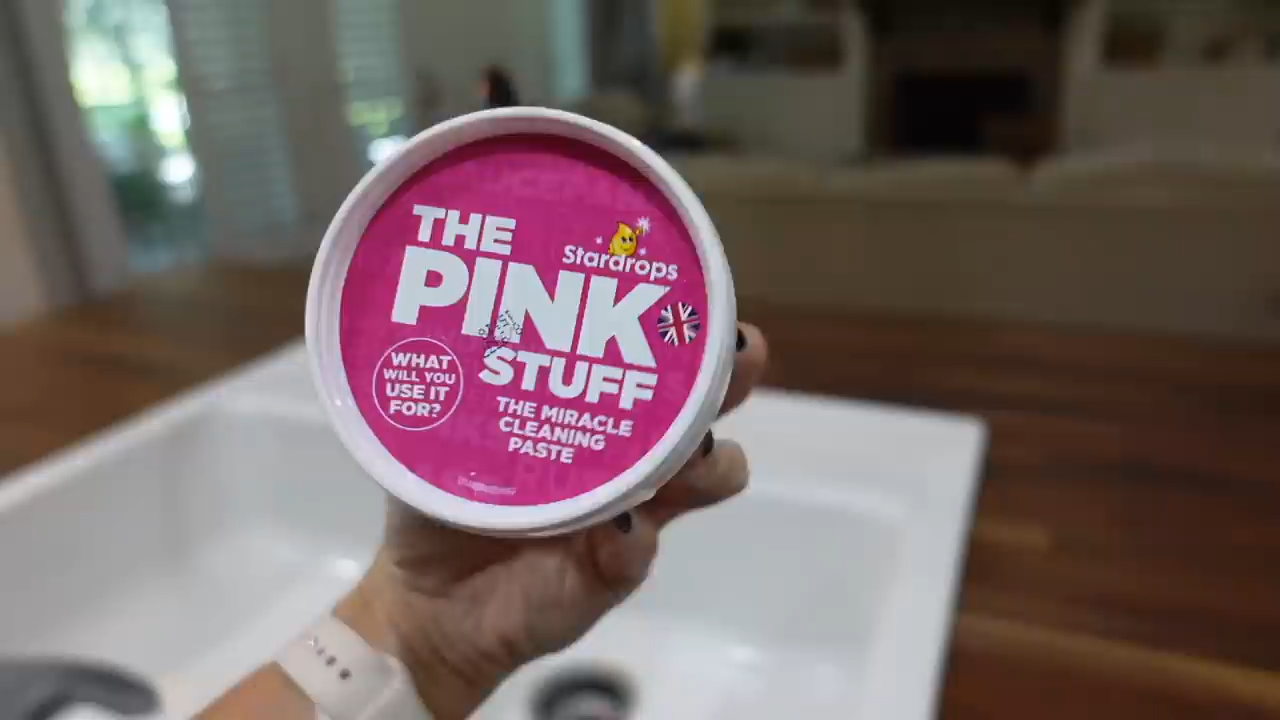 THE
Stardrops
PINK
STUFF
WHAT
WILL YOU
USE IT
FOR?
THE MIRACLE
CLEANING
PASTE